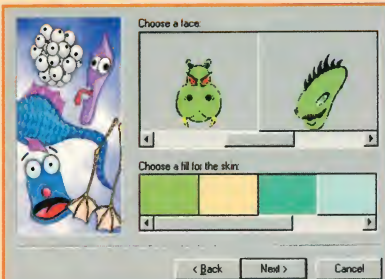 Choose a face:
Choose a fill for the skin:
< Back Next > Cancel